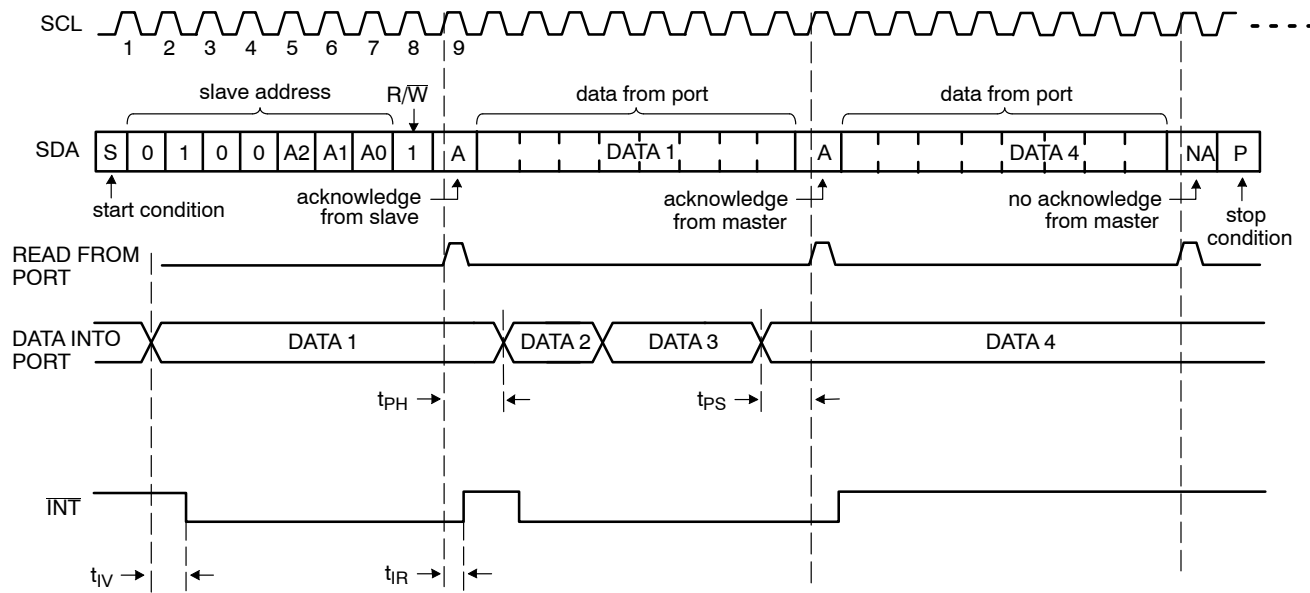 SCL
1 2 3 4 5 6 7 8 9
slave address
R/W̅
data from port
data from port
SDA
S 0 1 0 0 A2 A1 A0 1 A DATA 1 A DATA 4 NA P
start condition
acknowledge
from slave
acknowledge
from master
no acknowledge
from master
stop
condition
READ FROM
PORT
DATA INTO
PORT
DATA 1 DATA 2 DATA 3 DATA 4
tPH
tPS
I̅N̅T̅
tIV
tIR